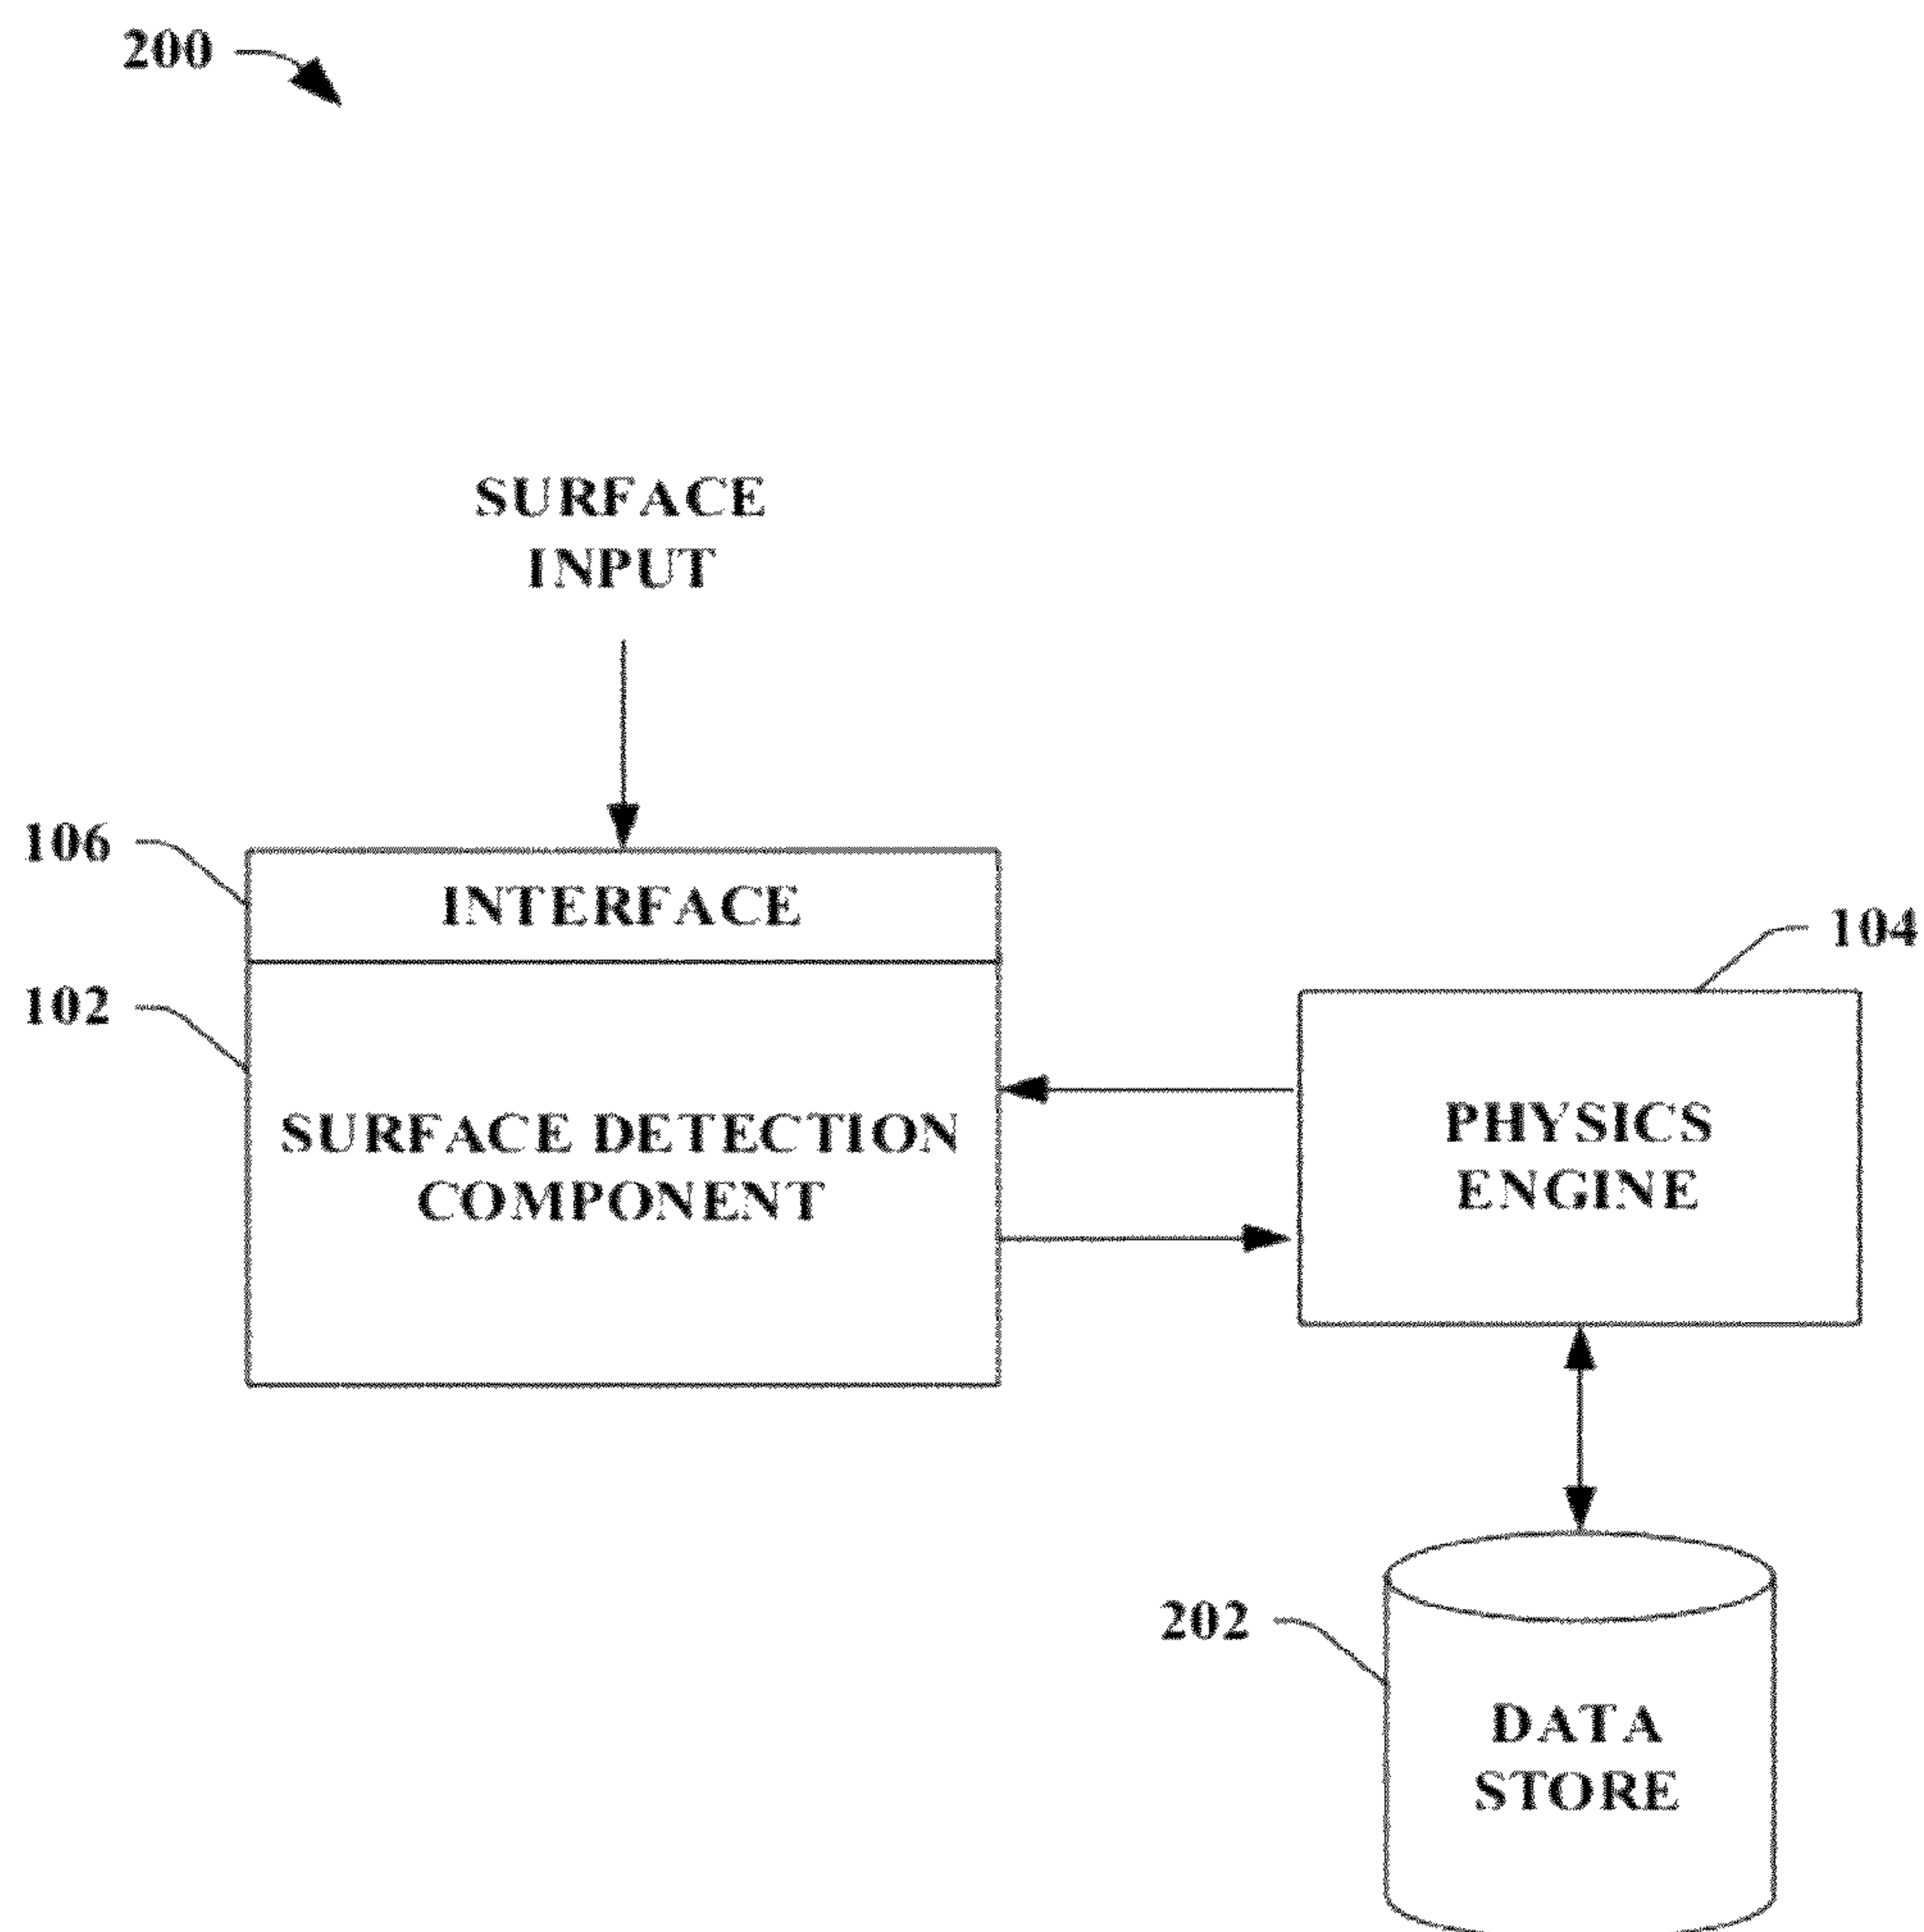 200
SURFACE
INPUT
106
INTERFACE
104
102
SURFACE DETECTION
COMPONENT
PHYSICS
ENGINE
202
DATA
STORE